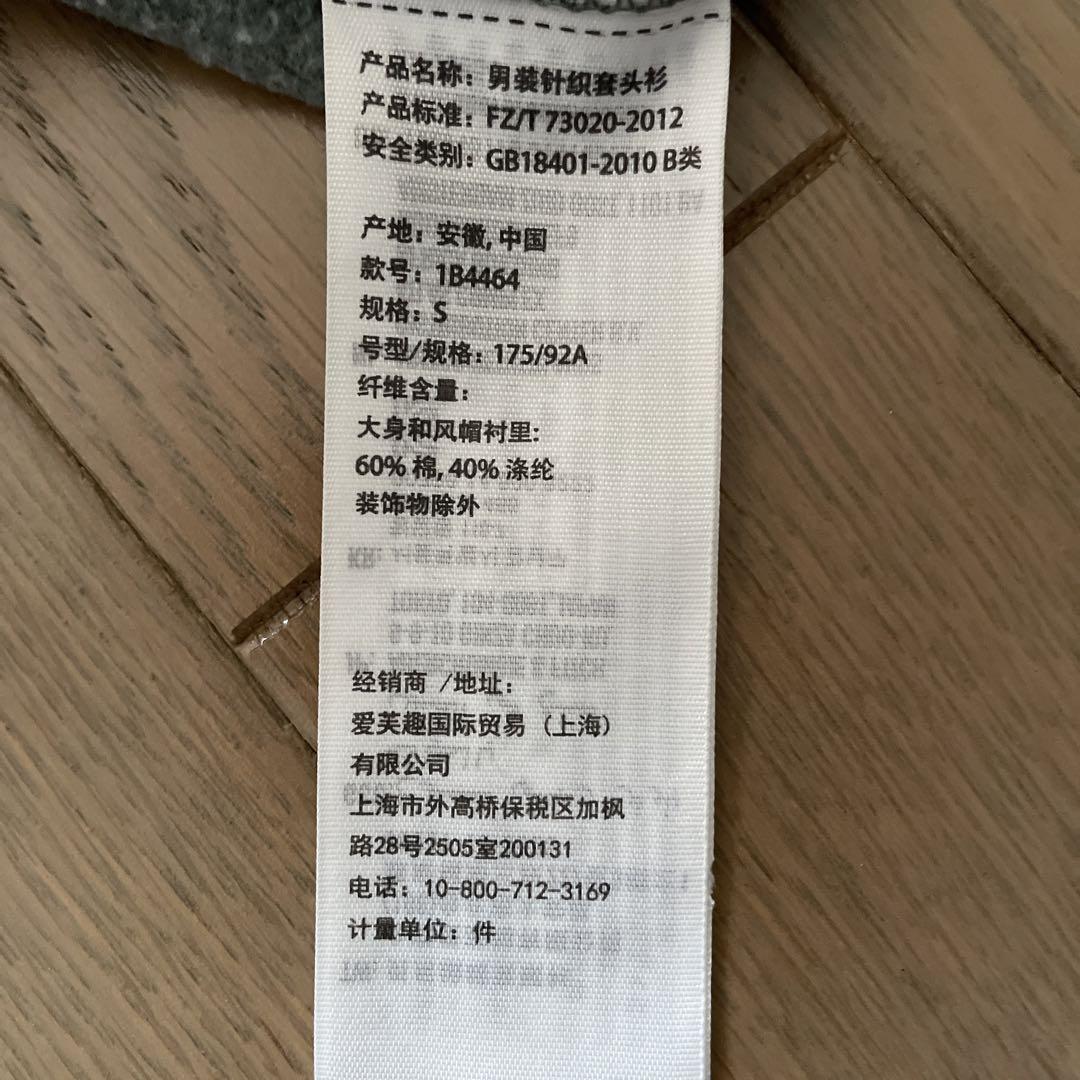 产品名称：男装针织套头衫
产品标准：FZ/T 73020-2012
安全类别：GB18401-2010 B类
产地：安徽, 中国
款号：1B4464
规格：S
号型/规格：175/92A
纤维含量：
大身和风帽衬里:
60% 棉, 40% 涤纶
装饰物除外
经销商 /地址：
爱芙趣国际贸易（上海）
有限公司
上海市外高桥保税区加枫
路28号2505室200131
电话：10-800-712-3169
计量单位：件